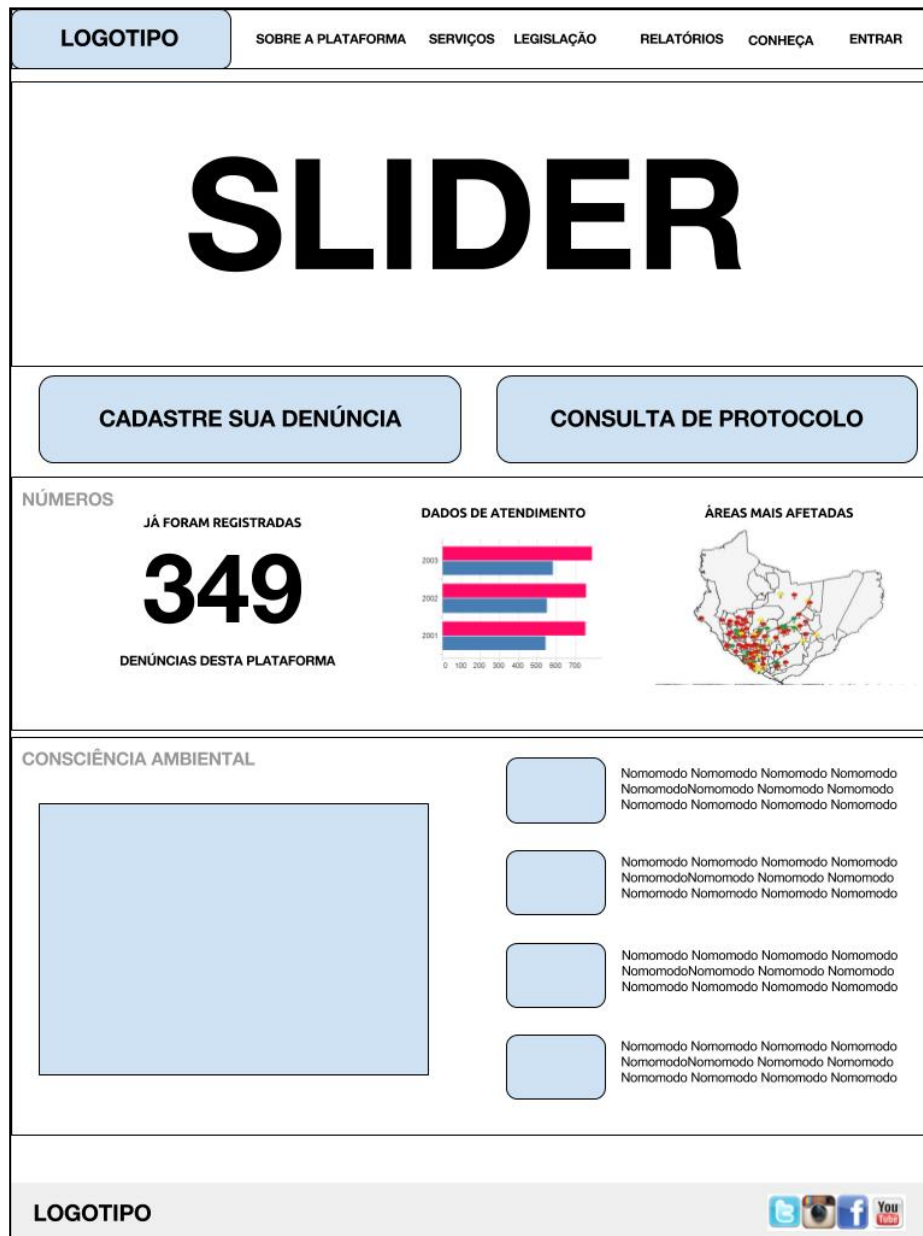 LOGOTIPO
SOBRE A PLATAFORMA SERVIÇOS LEGISLAÇÃO RELATÓRIOS CONHEÇA ENTRAR
SLIDER
CADASTRE SUA DENÚNCIA
CONSULTA DE PROTOCOLO
NÚMEROS
JÁ FORAM REGISTRADAS
349
DENÚNCIAS DESTA PLATAFORMA
DADOS DE ATENDIMENTO
2003
2002
2001
0 100 200 300 400 500 600 700
ÁREAS MAIS AFETADAS
CONSCIÊNCIA AMBIENTAL
Nomomodo Nomomodo Nomomodo Nomomodo
NomomodoNomomodo Nomomodo Nomomodo
Nomomodo Nomomodo Nomomodo Nomomodo
Nomomodo Nomomodo Nomomodo Nomomodo
NomomodoNomomodo Nomomodo Nomomodo
Nomomodo Nomomodo Nomomodo Nomomodo
Nomomodo Nomomodo Nomomodo Nomomodo
NomomodoNomomodo Nomomodo Nomomodo
Nomomodo Nomomodo Nomomodo Nomomodo
Nomomodo Nomomodo Nomomodo Nomomodo
NomomodoNomomodo Nomomodo Nomomodo
Nomomodo Nomomodo Nomomodo Nomomodo
LOGOTIPO
You
Tube